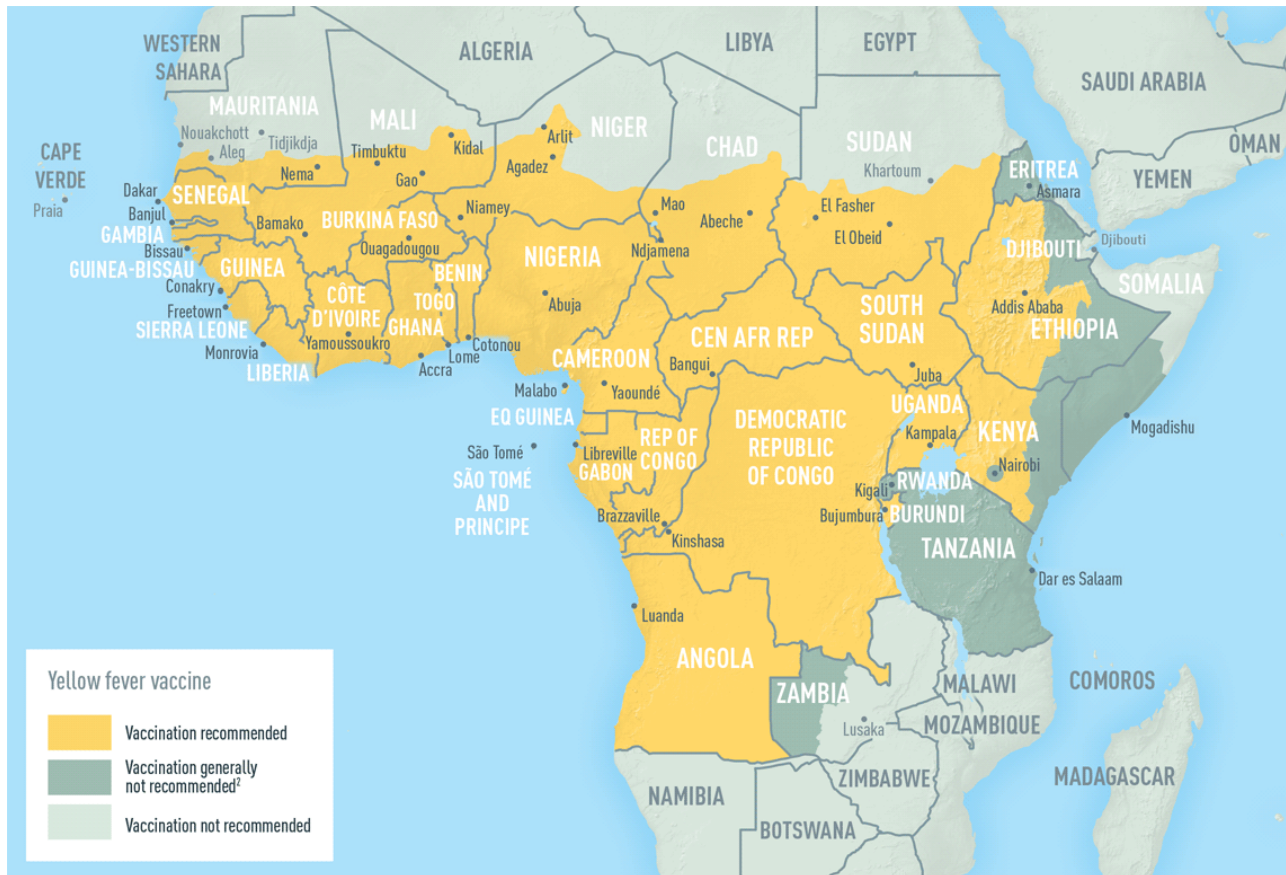 WESTERN
SAHARA
ALGERIA
LIBYA
EGYPT
SAUDI ARABIA
OMAN
YEMEN
MAURITANIA
Nouakchott
Aleg
Tidjikdja
Nema
MALI
Timbuktu
Kidal
Gao
Arlit
Agadez
NIGER
CHAD
SUDAN
Khartoum
ERITREA
Asmara
CAPE
VERDE
Praia
Dakar
SENEGAL
Banjul
GAMBIA
Bissau
GUINEA-BISSAU
Bamako
BURKINA FASO
Ouagadougou
Niamey
Mao
Abeche
Ndjamena
El Fasher
El Obeid
DJIBOUTI
Djibouti
SOMALIA
GUINEA
Conakry
Freetown
SIERRA LEONE
Monrovia
LIBERIA
CÔTE
D'IVOIRE
Yamoussoukro
BENIN
TOGO
GHANA
Accra
Lomé
Cotonou
NIGERIA
Abuja
CAMEROON
Yaoundé
Malabo
EQ GUINEA
CEN AFR REP
Bangui
SOUTH
SUDAN
Juba
Addis Ababa
ETHIOPIA
Mogadishu
São Tomé
SÃO TOMÉ
AND
PRINCIPE
Libreville
GABON
REP OF
CONGO
Brazzaville
Kinshasa
DEMOCRATIC
REPUBLIC
OF CONGO
UGANDA
Kampala
KENYA
Nairobi
Kigali
RWANDA
Bujumbura
BURUNDI
TANZANIA
Dar es Salaam
Luanda
ANGOLA
ZAMBIA
Lusaka
MALAWI
MOZAMBIQUE
COMOROS
ZIMBABWE
MADAGASCAR
NAMIBIA
BOTSWANA
Yellow fever vaccine
Vaccination recommended
Vaccination generally
not recommended²
Vaccination not recommended